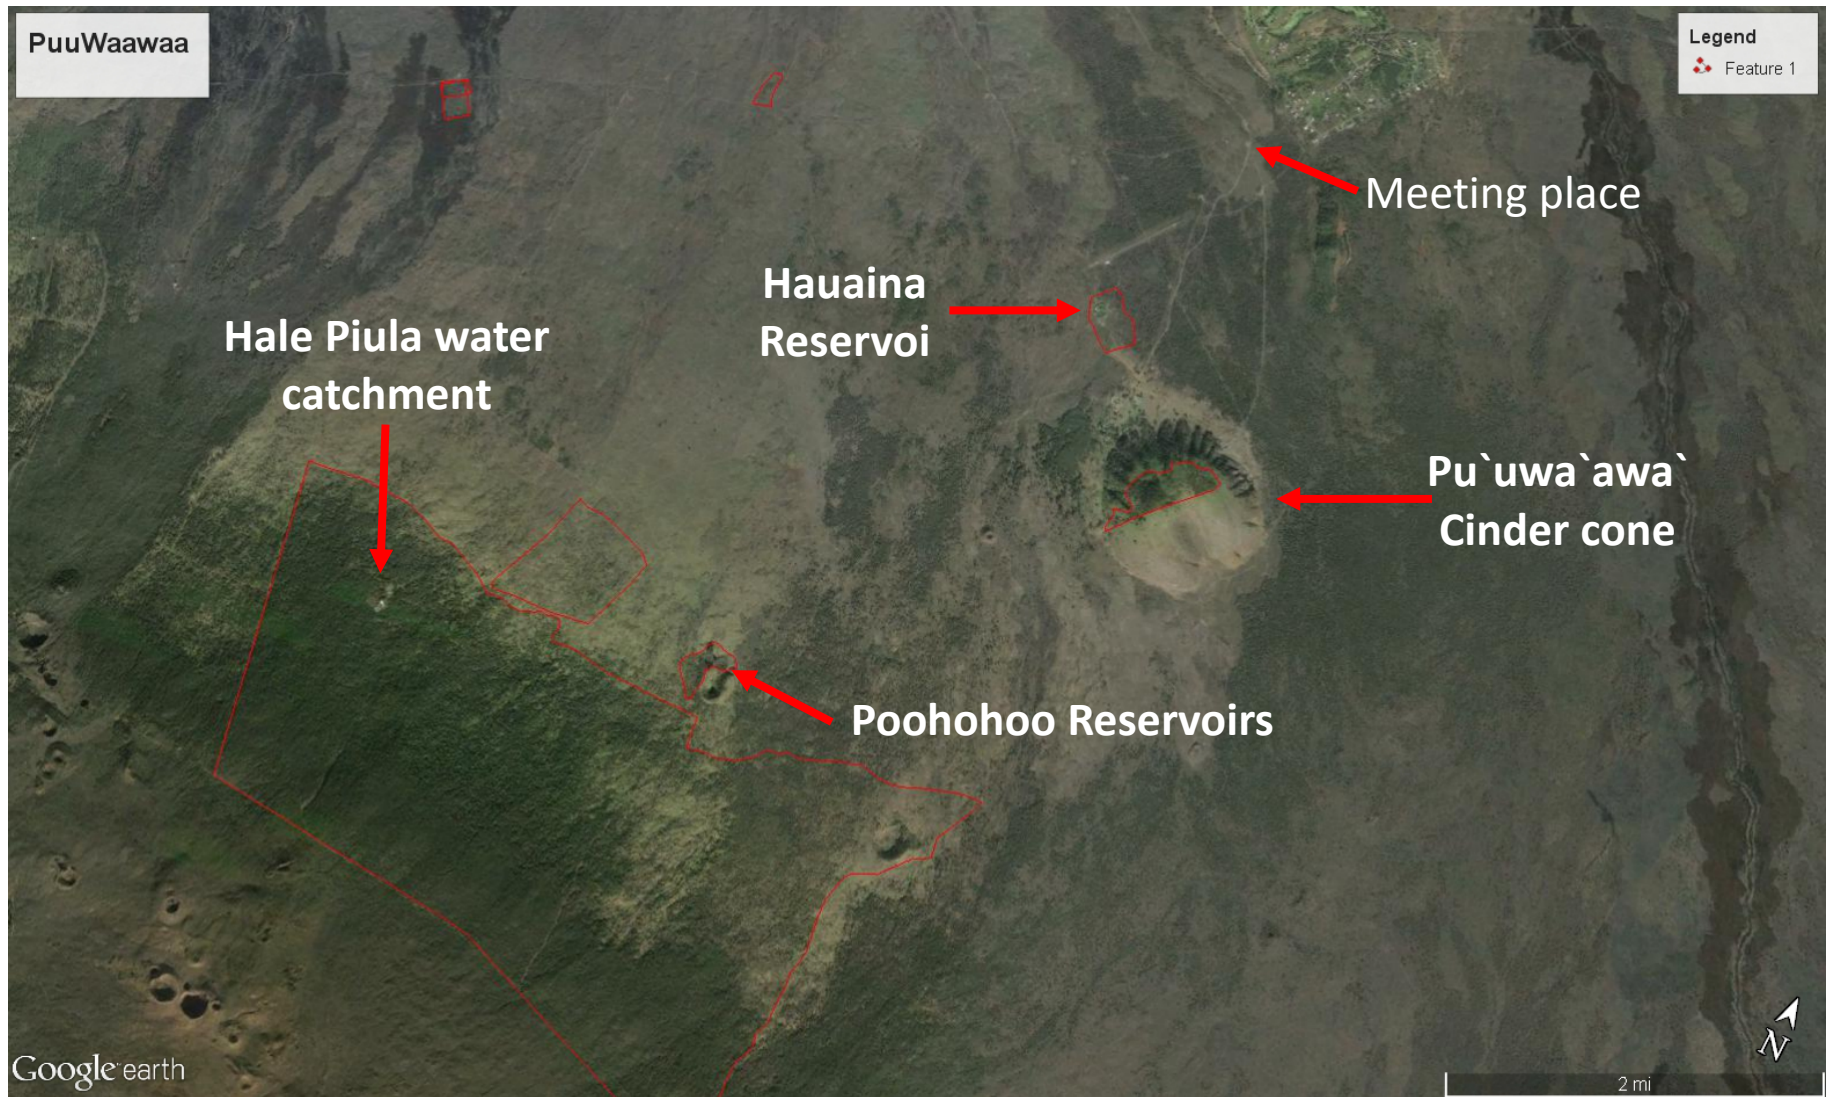 PuuWaawaa
Legend
Feature 1
Meeting place
Hauaina
Reservoi
Hale Piula water
catchment
Pu`uwa`awa`
Cinder cone
Poohohoo Reservoirs
N
Google earth
2 mi